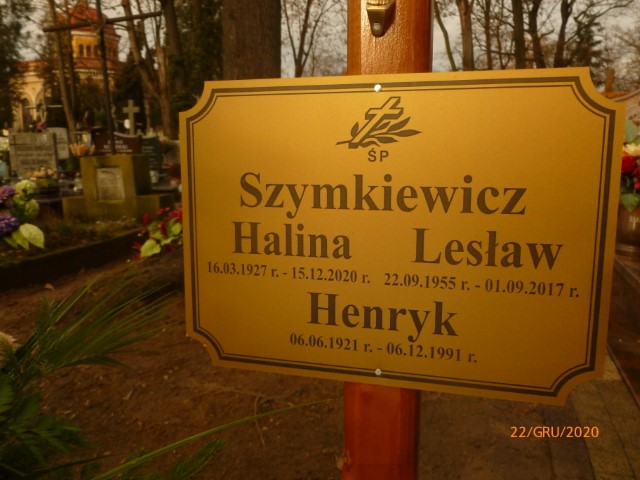 ŚP
Szymkiewicz
Halina Lesław
16.03.1927 r. - 15.12.2020 r. 22.09.1955 r. - 01.09.2017 r.
Henryk
06.06.1921 r. - 06.12.1991 r.
22/GRU/2020